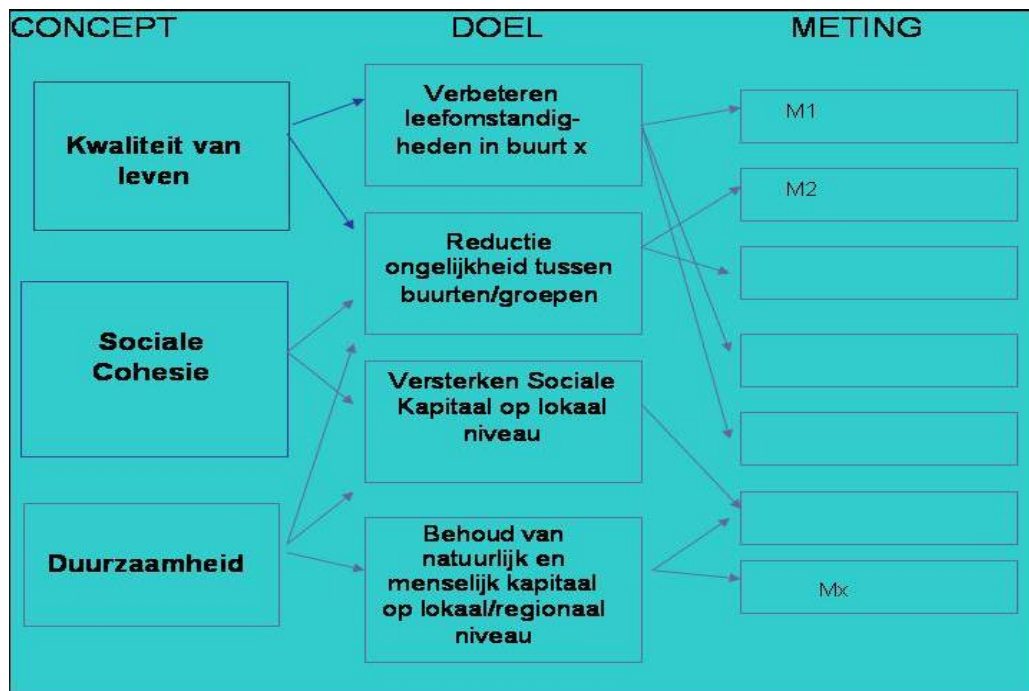 CONCEPT DOEL METING
Kwaliteit van
leven
Sociale
Cohesie
Duurzaamheid
Verbeteren
leefomstandig-
heden in buurt x
Reductie
ongelijkheid tussen
buurten/groepen
Versterken Sociale
Kapitaal op lokaal
niveau
Behoud van
natuurlijk en
menselijk kapitaal
op lokaal/regionaal
niveau
M1
M2
Mx